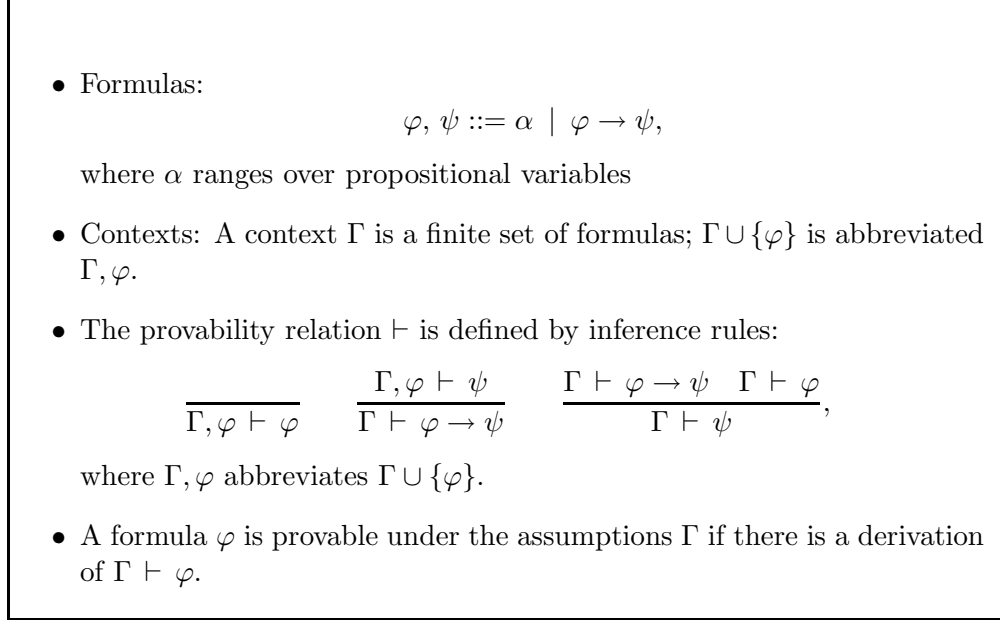 • Formulas:
φ, ψ ::= α | φ → ψ,
where α ranges over propositional variables
• Contexts: A context Γ is a finite set of formulas; Γ ∪ {φ} is abbreviated
Γ, φ.
• The provability relation ⊢ is defined by inference rules:
Γ, φ ⊢ ψ Γ ⊢ φ → ψ Γ ⊢ φ
Γ, φ ⊢ φ Γ ⊢ φ → ψ Γ ⊢ ψ ,
where Γ, φ abbreviates Γ ∪ {φ}.
• A formula φ is provable under the assumptions Γ if there is a derivation
of Γ ⊢ φ.